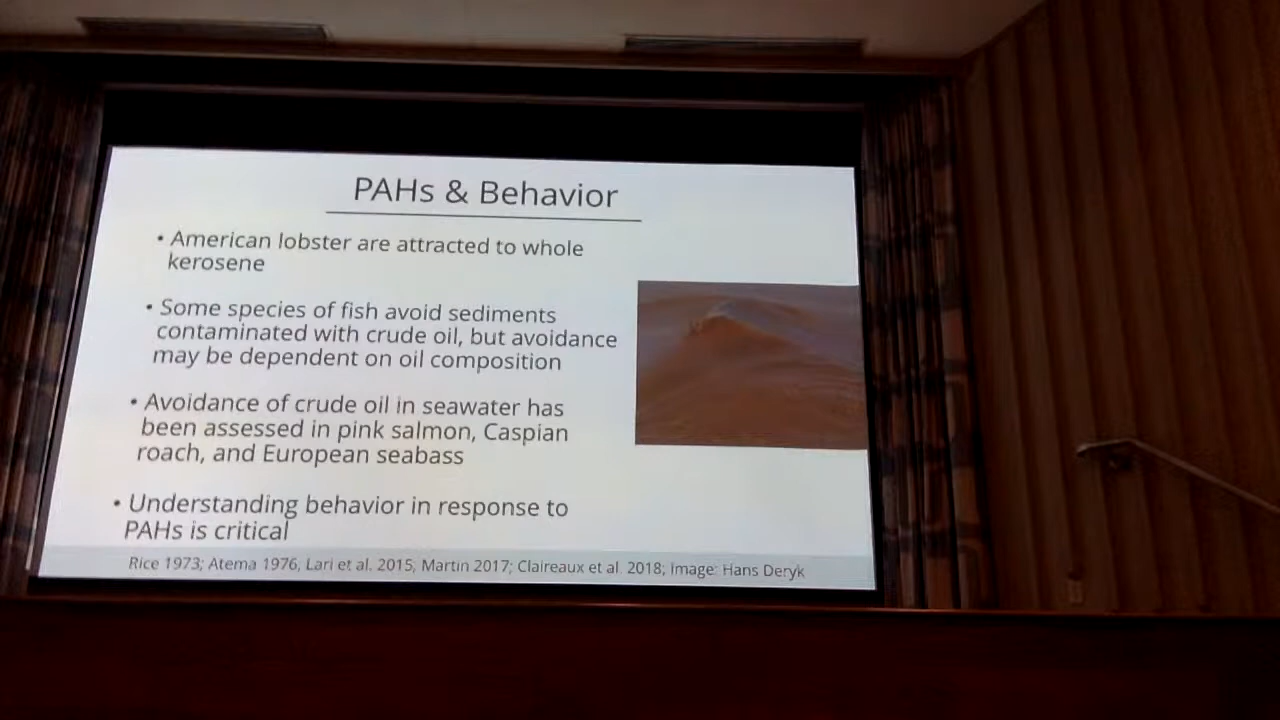 PAHs & Behavior
• American lobster are attracted to whole
kerosene
• Some species of fish avoid sediments
contaminated with crude oil, but avoidance
may be dependent on oil composition
• Avoidance of crude oil in seawater has
been assessed in pink salmon, Caspian
roach, and European seabass
• Understanding behavior in response to
PAHs is critical
Rice 1973; Atema 1976, Lari et al. 2015; Martin 2017; Claireaux et al. 2018; Image: Hans Deryk